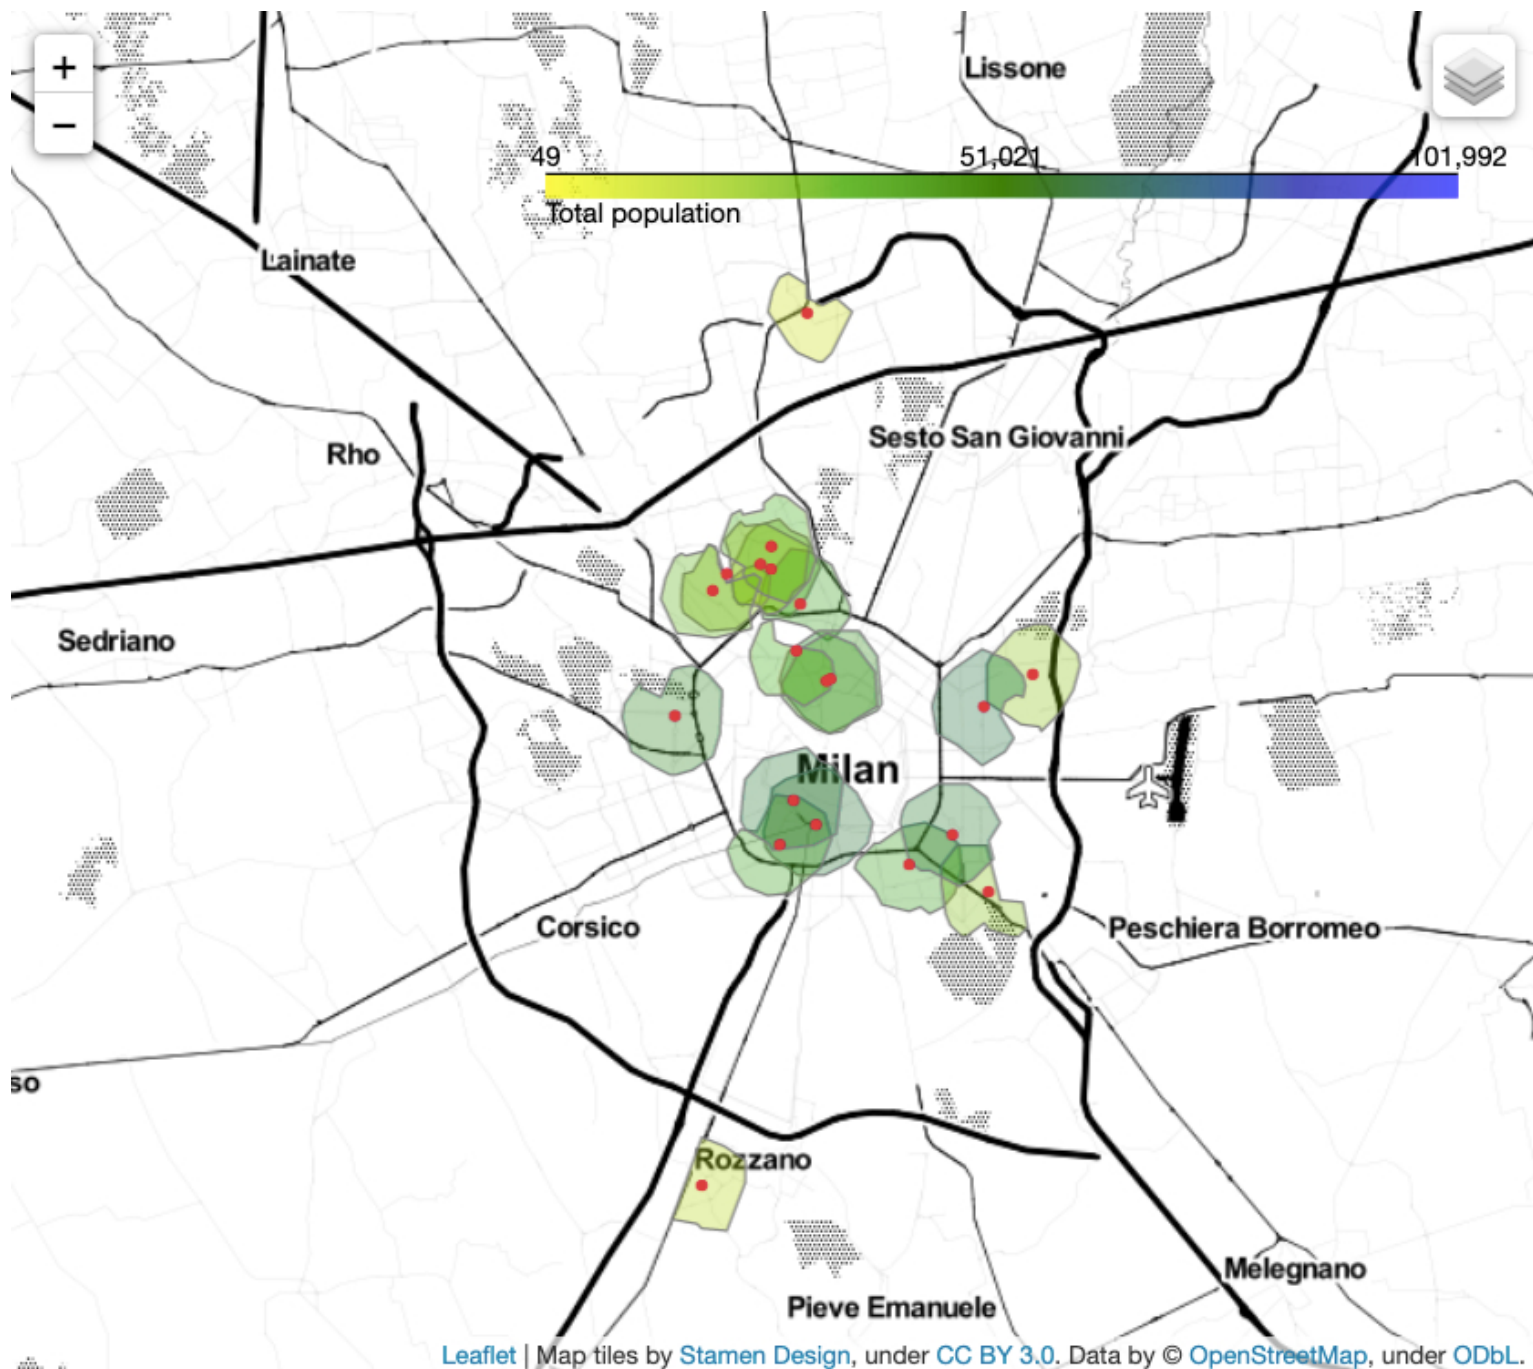 +
−
Lissone
49 51,021 101,992
Total population
Lainate
Sesto San Giovanni
Rho
Sedriano
Milan
Corsico
Peschiera Borromeo
so
Rozzano
Melegnano
Pieve Emanuele
Leaflet | Map tiles by Stamen Design, under CC BY 3.0. Data by © OpenStreetMap, under ODbL.